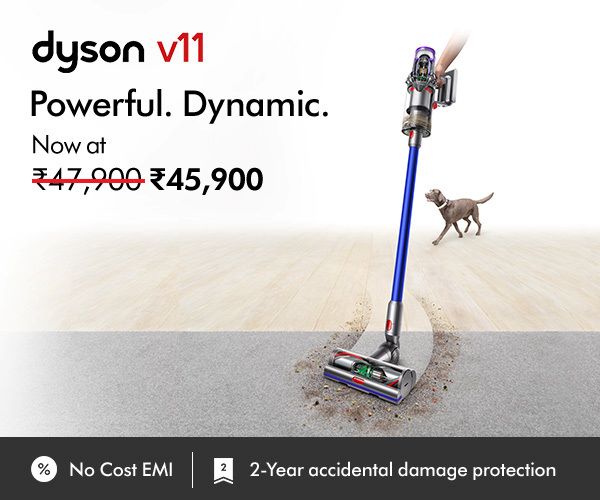 dyson v11
Powerful. Dynamic.
Now at
₹47,900 ₹45,900
% No Cost EMI
2 2-Year accidental damage protection